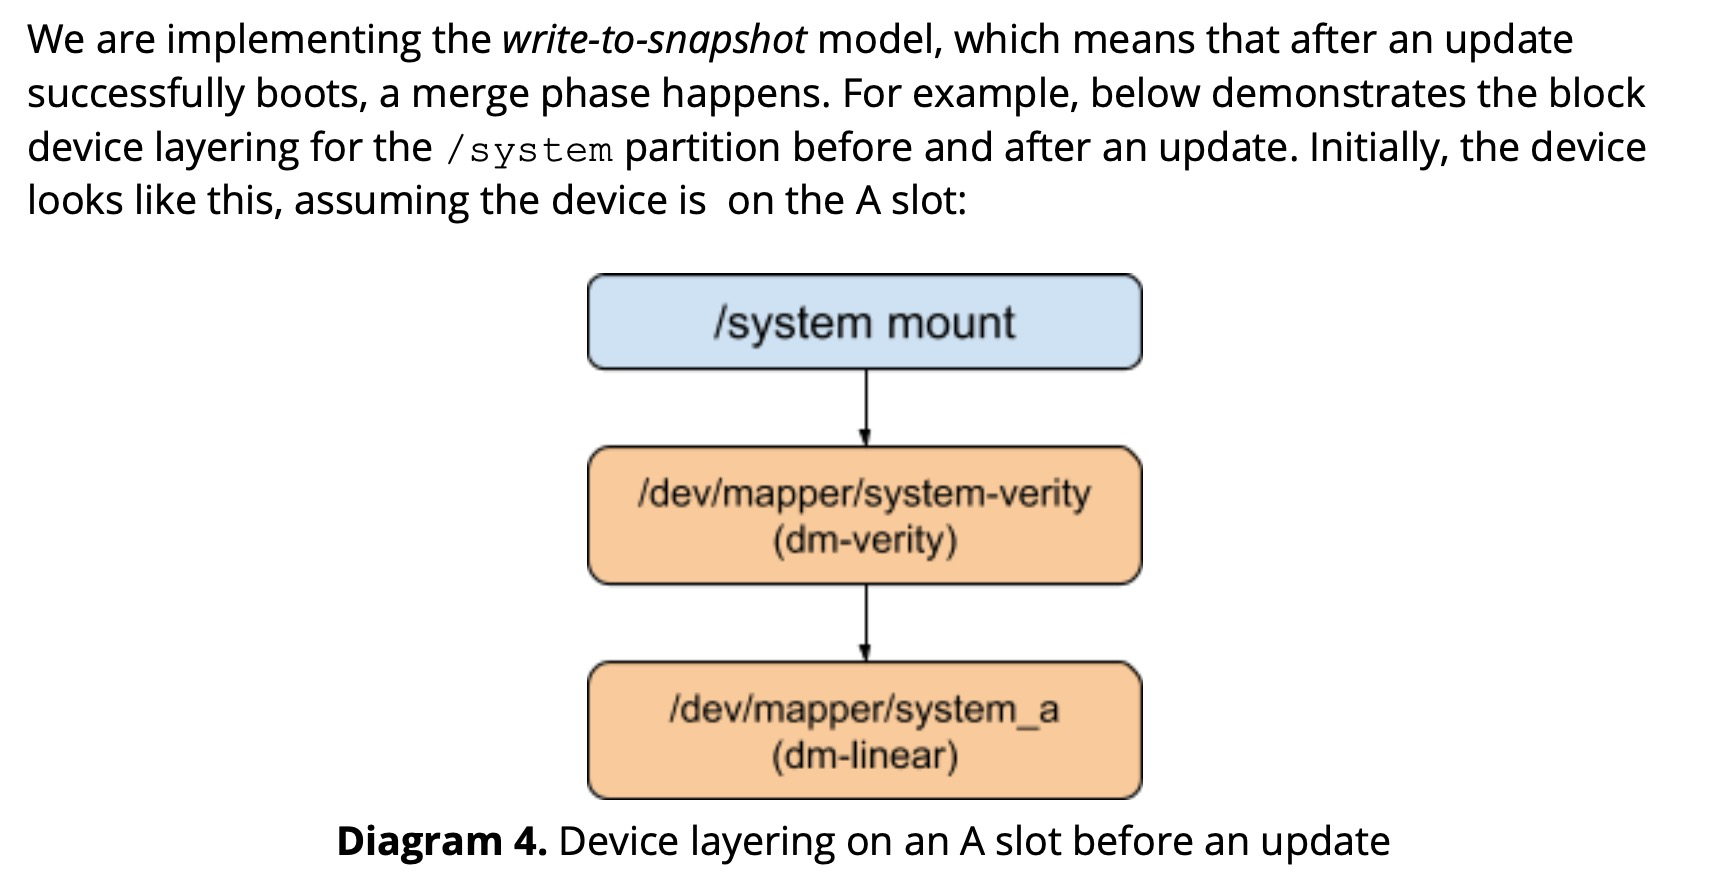 We are implementing the write-to-snapshot model, which means that after an update
successfully boots, a merge phase happens. For example, below demonstrates the block
device layering for the /system partition before and after an update. Initially, the device
looks like this, assuming the device is  on the A slot:
/system mount
/dev/mapper/system-verity
(dm-verity)
/dev/mapper/system_a
(dm-linear)
Diagram 4. Device layering on an A slot before an update